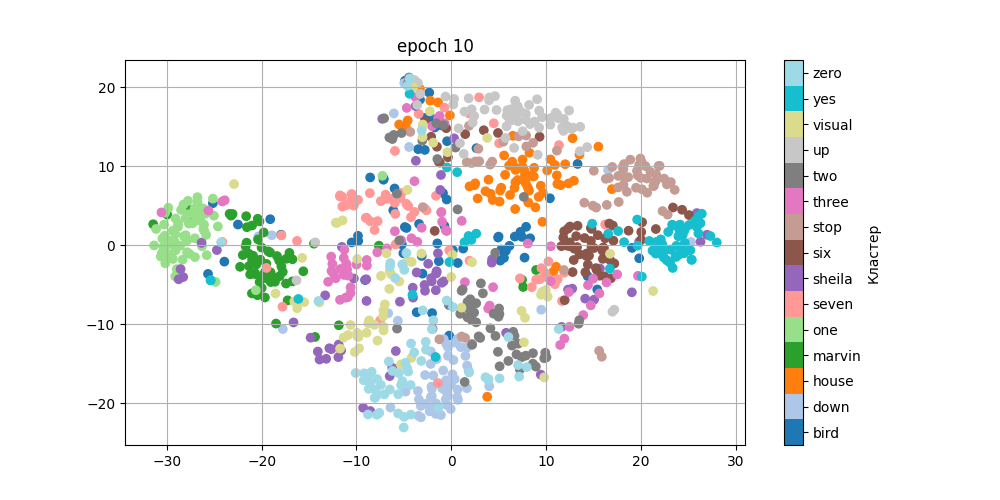 epoch 10
20
10
0
−10
−20
−30
−20
−10
0
10
20
30
zero
yes
visual
up
two
three
stop
six
sheila
seven
one
marvin
house
down
bird
Кластер